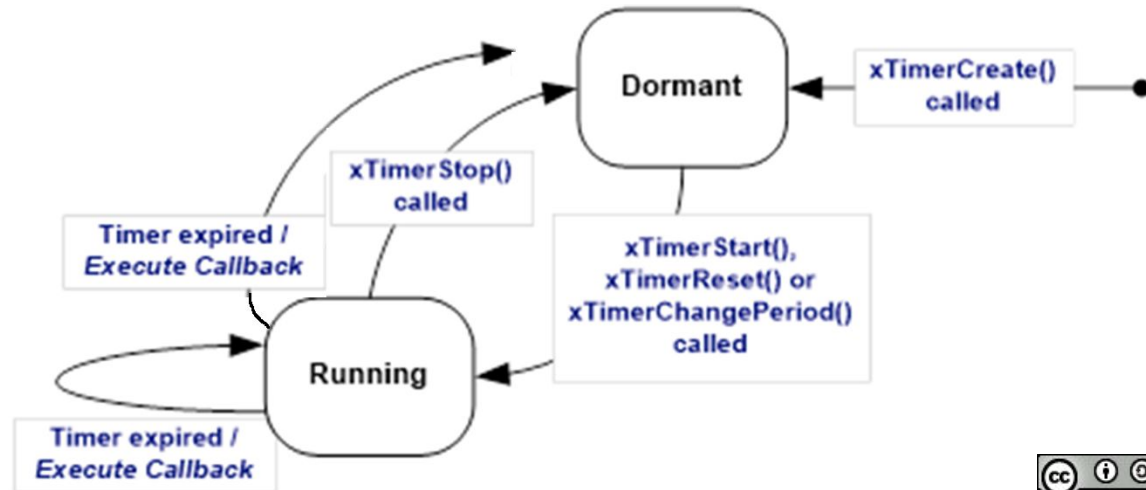 Dormant
xTimerCreate()
called
xTimerStop()
called
Timer expired /
Execute Callback
xTimerStart(),
xTimerReset() or
xTimerChangePeriod()
called
Running
Timer expired /
Execute Callback
cc